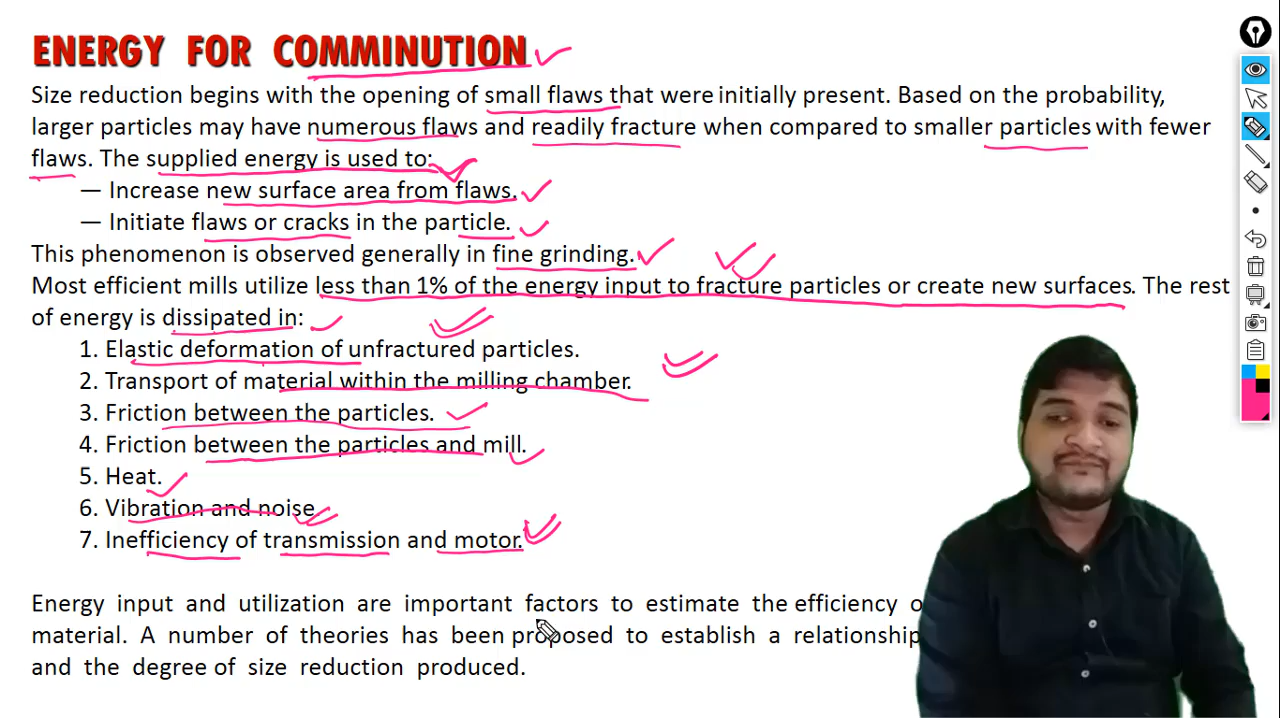 ENERGY FOR COMMINUTION
Size reduction begins with the opening of small flaws that were initially present. Based on the probability,
larger particles may have numerous flaws and readily fracture when compared to smaller particles with fewer
flaws. The supplied energy is used to:
— Increase new surface area from flaws.
— Initiate flaws or cracks in the particle.
This phenomenon is observed generally in fine grinding.
Most efficient mills utilize less than 1% of the energy input to fracture particles or create new surfaces. The rest
of energy is dissipated in:
1. Elastic deformation of unfractured particles.
2. Transport of material within the milling chamber.
3. Friction between the particles.
4. Friction between the particles and mill.
5. Heat.
6. Vibration and noise
7. Inefficiency of transmission and motor.
Energy input and utilization are important factors to estimate the efficiency
material. A number of theories has been proposed to establish a relationship
and the degree of size reduction produced.